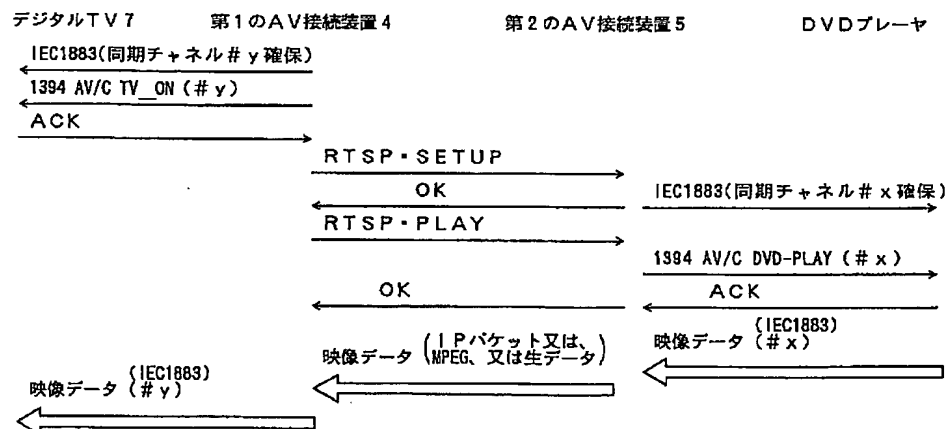 デジタルTV7 第1のAV接続装置4 第2のAV接続装置5 DVDプレーヤ
IEC1883(同期チャネル#y確保)
1394 AV/C TV_ON (#y)
ACK
RTSP・SETUP
OK IEC1883(同期チャネル#x確保)
RTSP・PLAY
1394 AV/C DVD-PLAY (#x)
OK ACK
映像データ (IPパケット又は、MPEG、又は生データ)
映像データ (IEC1883) (#x)
映像データ (IEC1883) (#y)